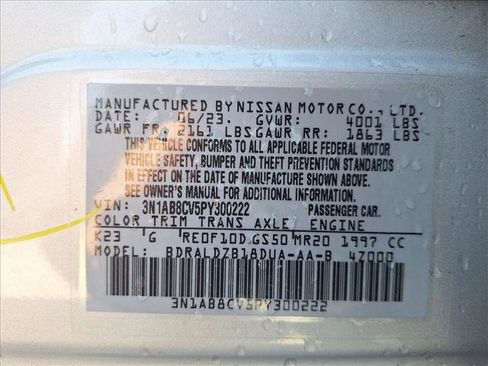 MANUFACTURED BY NISSAN MOTOR CO., LTD.
DATE: 06/23. GVWR: 4001 LBS
GAWR FR: 2161 LBS GAWR RR: 1863 LBS
THIS VEHICLE CONFORMS TO ALL APPLICABLE FEDERAL MOTOR
VEHICLE SAFETY, BUMPER AND THEFT PREVENTION STANDARDS
IN EFFECT ON THE DATE OF MANUFACTURE SHOWN ABOVE.
SEE OWNER'S MANUAL FOR ADDITIONAL INFORMATION.
VIN: 3N1AB8CV5PY300222 PASSENGER CAR.
COLOR TRIM TRANS AXLE ENGINE
K23 G RE0F10D GS50 MR20 1997 CC
MODEL: BDRALDZB18DUA-AA-B 47000
3N1AB8CV5PY300222